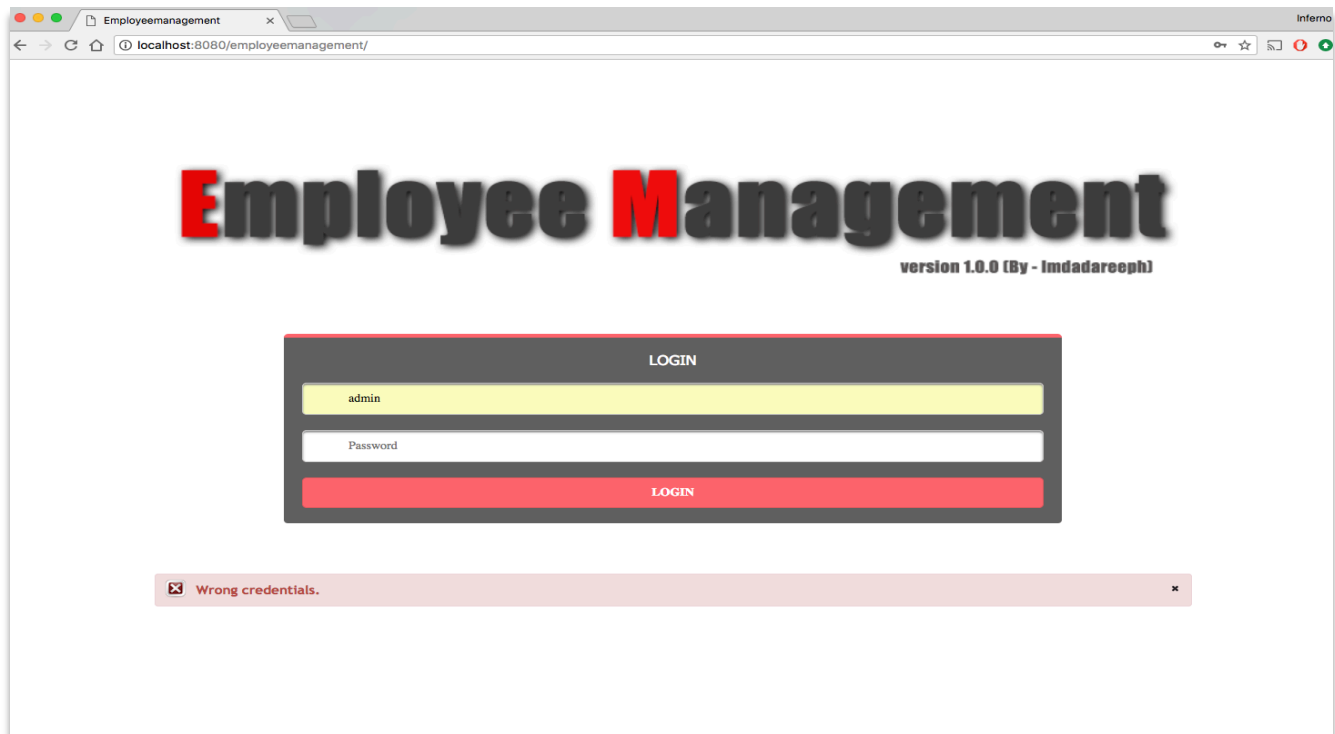 Employeemanagement
Inferno
localhost:8080/employeemanagement/
Employee Management
version 1.0.0 (By - Imdadareeph)
LOGIN
admin
Password
LOGIN
Wrong credentials.